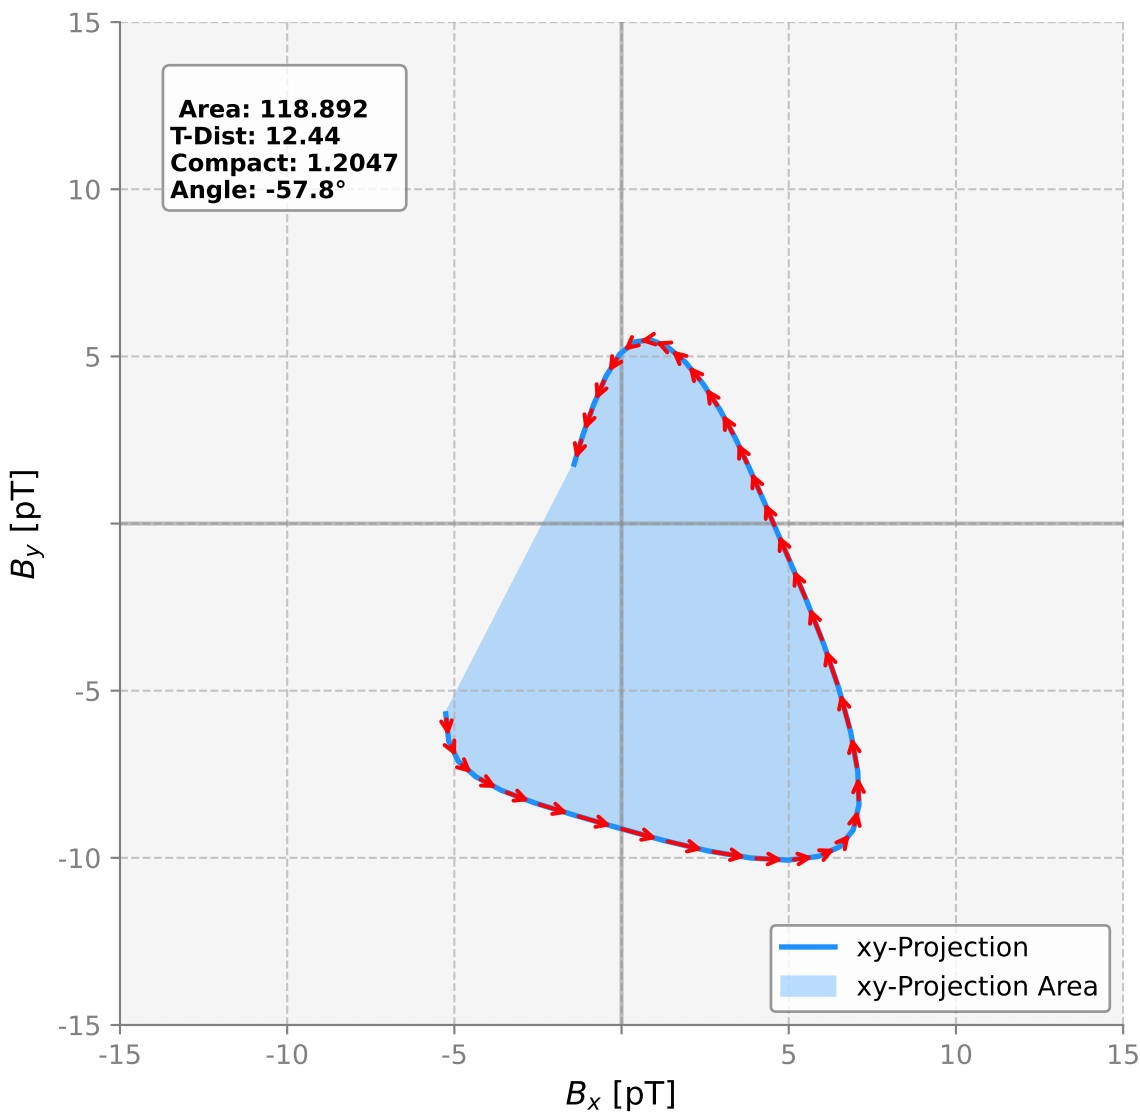 15
10
5
-5
-10
-15
Area: 118.892
T-Dist: 12.44
Compact: 1.2047
Angle: -57.8°
B_y [pT]
xy-Projection
xy-Projection Area
-15 -10 -5 5 10 15
B_x [pT]